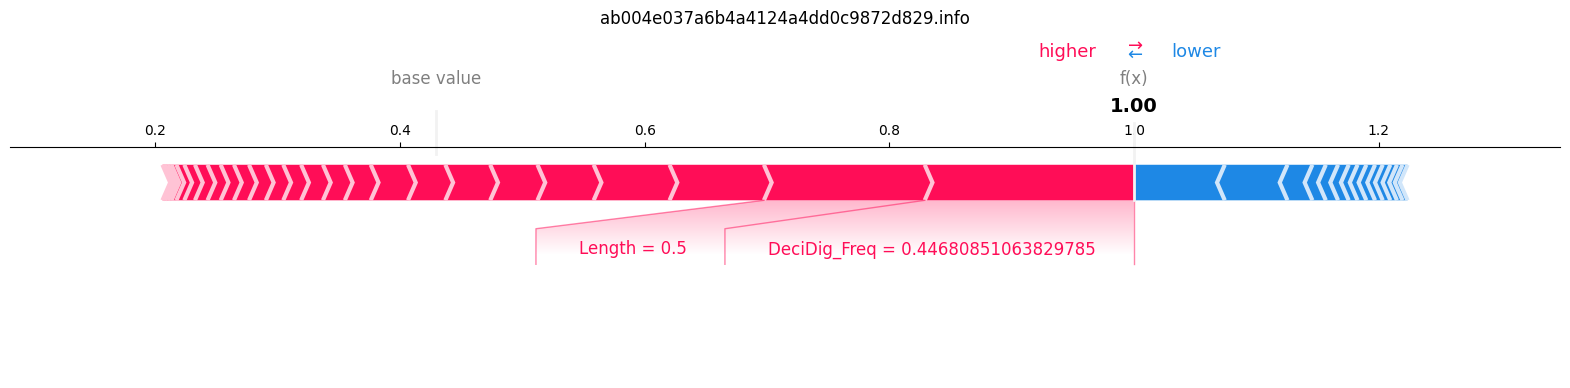 ab004e037a6b4a4124a4dd0c9872d829.info
higher ⇄ lower
base value f(x)
1.00
0.2 0.4 0.6 0.8 1.0 1.2
Length = 0.5 DeciDig_Freq = 0.44680851063829785